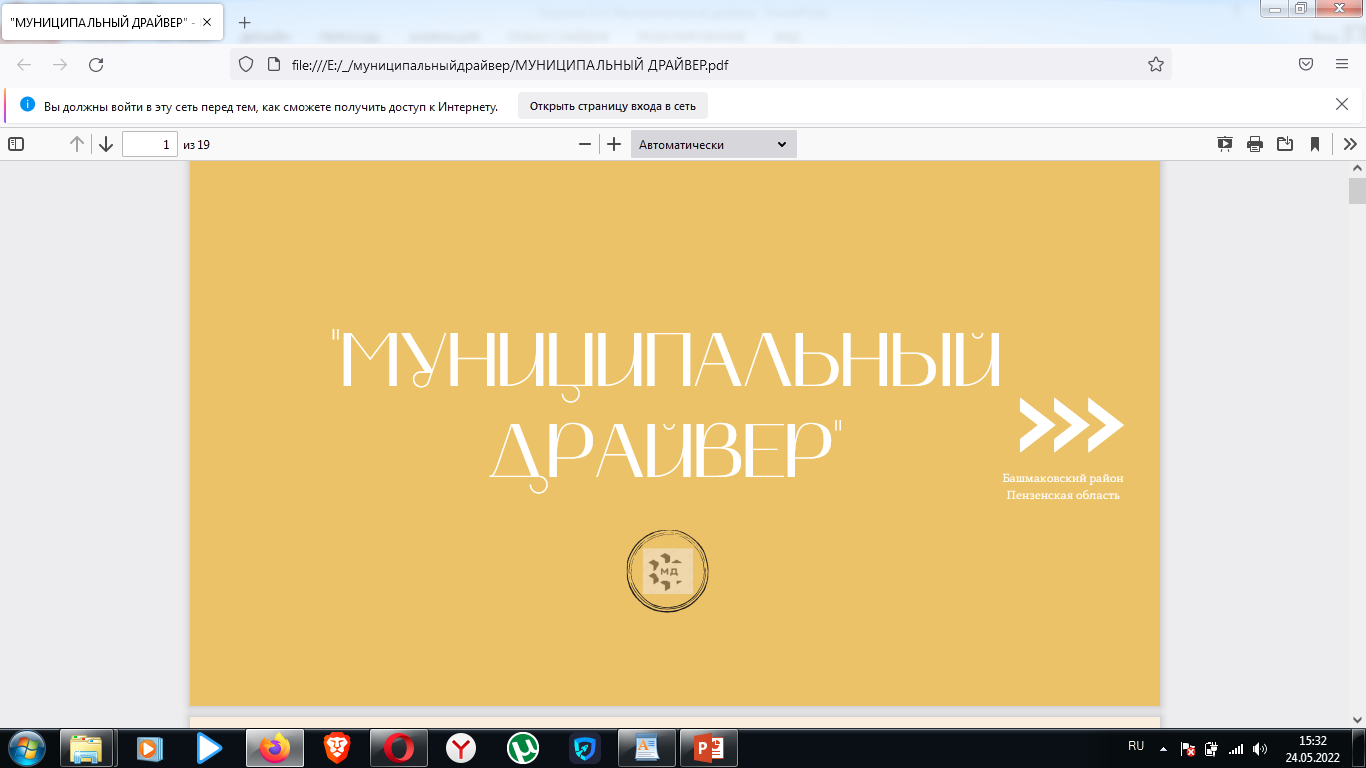 "МУНИЦИПАЛЬНЫЙ ДРАЙВЕР" -
file:///E:/_/муниципальныйдрайвер/МУНИЦИПАЛЬНЫЙ ДРАЙВЕР.pdf
Вы должны войти в эту сеть перед тем, как сможете получить доступ к Интернету.
Открыть страницу входа в сеть
1 из 19
Автоматически
"МУНИЦИПАЛЬНЫЙ
ДРАЙВЕР"
Башмаковский район
Пензенская область
МД
RU
15:32
24.05.2022